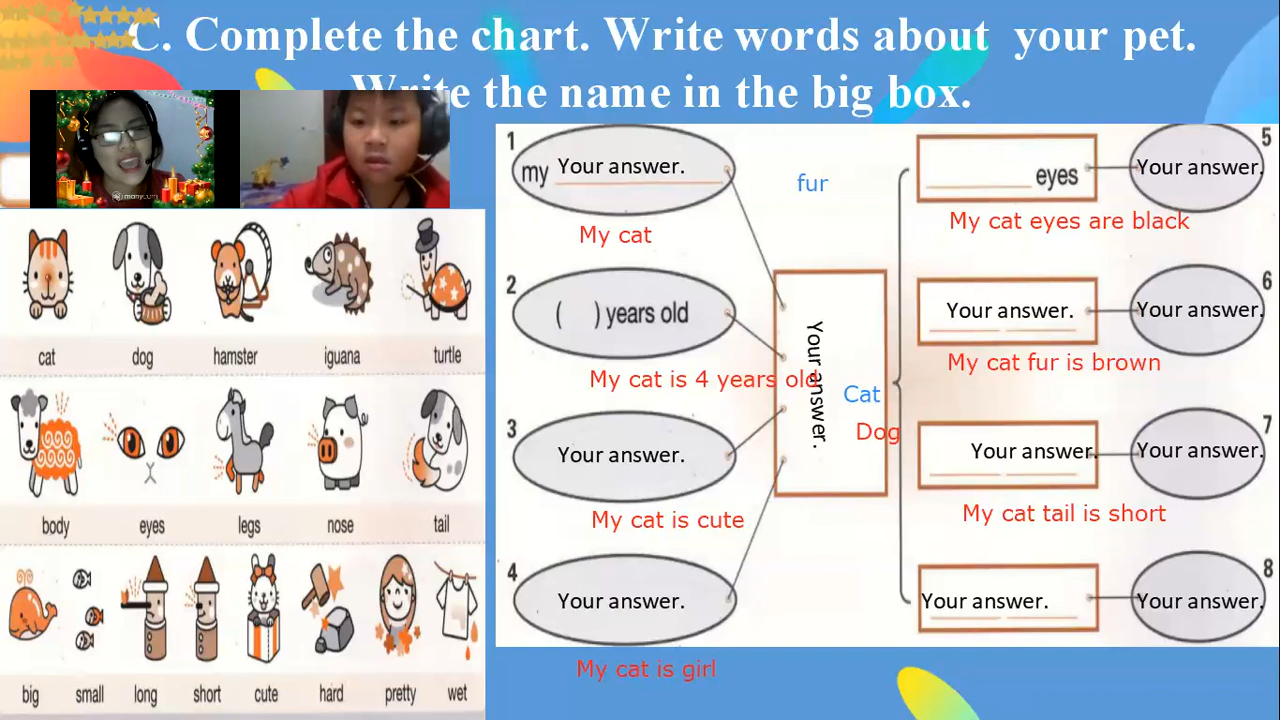 C. Complete the chart. Write words about your pet.
Write the name in the big box.
manycam
cat dog hamster iguana turtle
body eyes legs nose tail
big small long short cute hard pretty wet
1
my Your answer.
My cat
2
( ) years old
My cat is 4 years old
3
Your answer.
My cat is cute
4
Your answer.
My cat is girl
fur
Your answer.
Cat
Dog
5
eyes Your answer.
My cat eyes are black
6
Your answer. Your answer.
My cat fur is brown
7
Your answer. Your answer.
My cat tail is short
8
Your answer. Your answer.